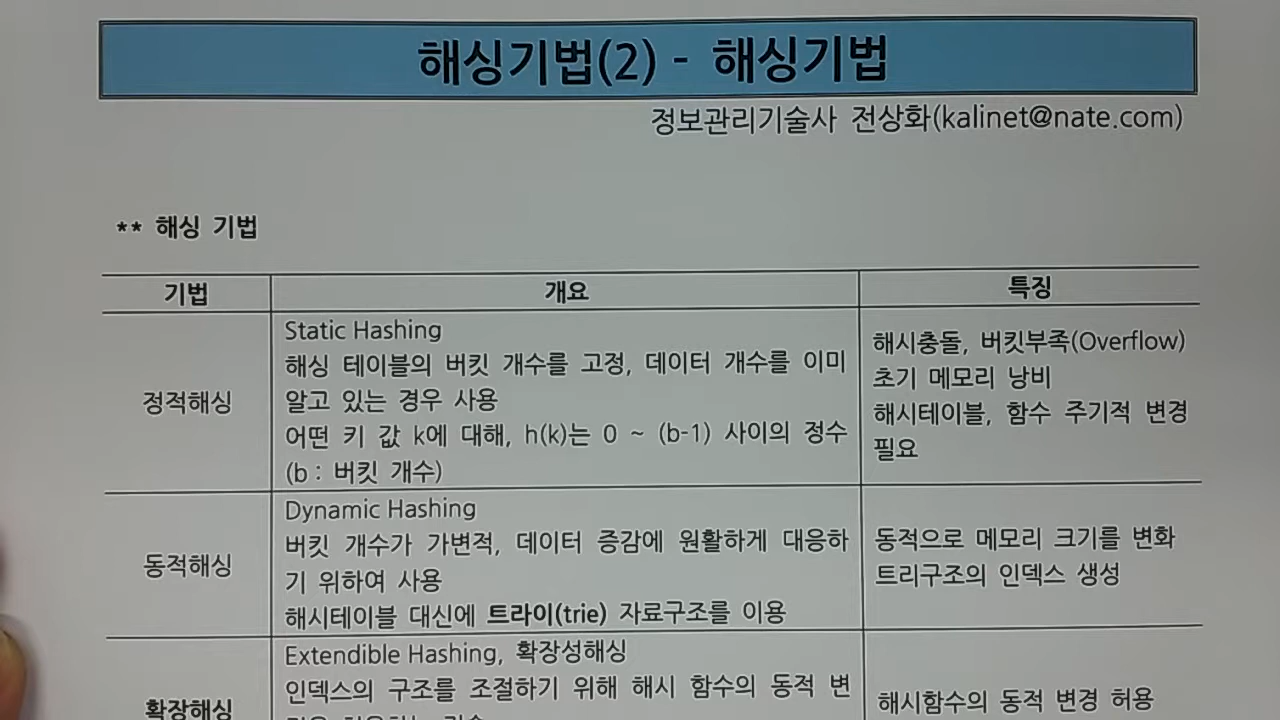 해싱기법(2) - 해싱기법
정보관리기술사 전상화(kalinet@nate.com)
** 해싱 기법
기법 개요 특징
정적해싱
Static Hashing
해싱 테이블의 버킷 개수를 고정, 데이터 개수를 이미
알고 있는 경우 사용
어떤 키 값 k에 대해, h(k)는 0 ~ (b-1) 사이의 정수
(b : 버킷 개수)
해시충돌, 버킷부족(Overflow)
초기 메모리 낭비
해시테이블, 함수 주기적 변경
필요
동적해싱
Dynamic Hashing
버킷 개수가 가변적, 데이터 증감에 원활하게 대응하
기 위하여 사용
해시테이블 대신에 트라이(trie) 자료구조를 이용
동적으로 메모리 크기를 변화
트리구조의 인덱스 생성
확장해싱
Extendible Hashing, 확장성해싱
인덱스의 구조를 조절하기 위해 해시 함수의 동적 변
해시함수의 동적 변경 허용